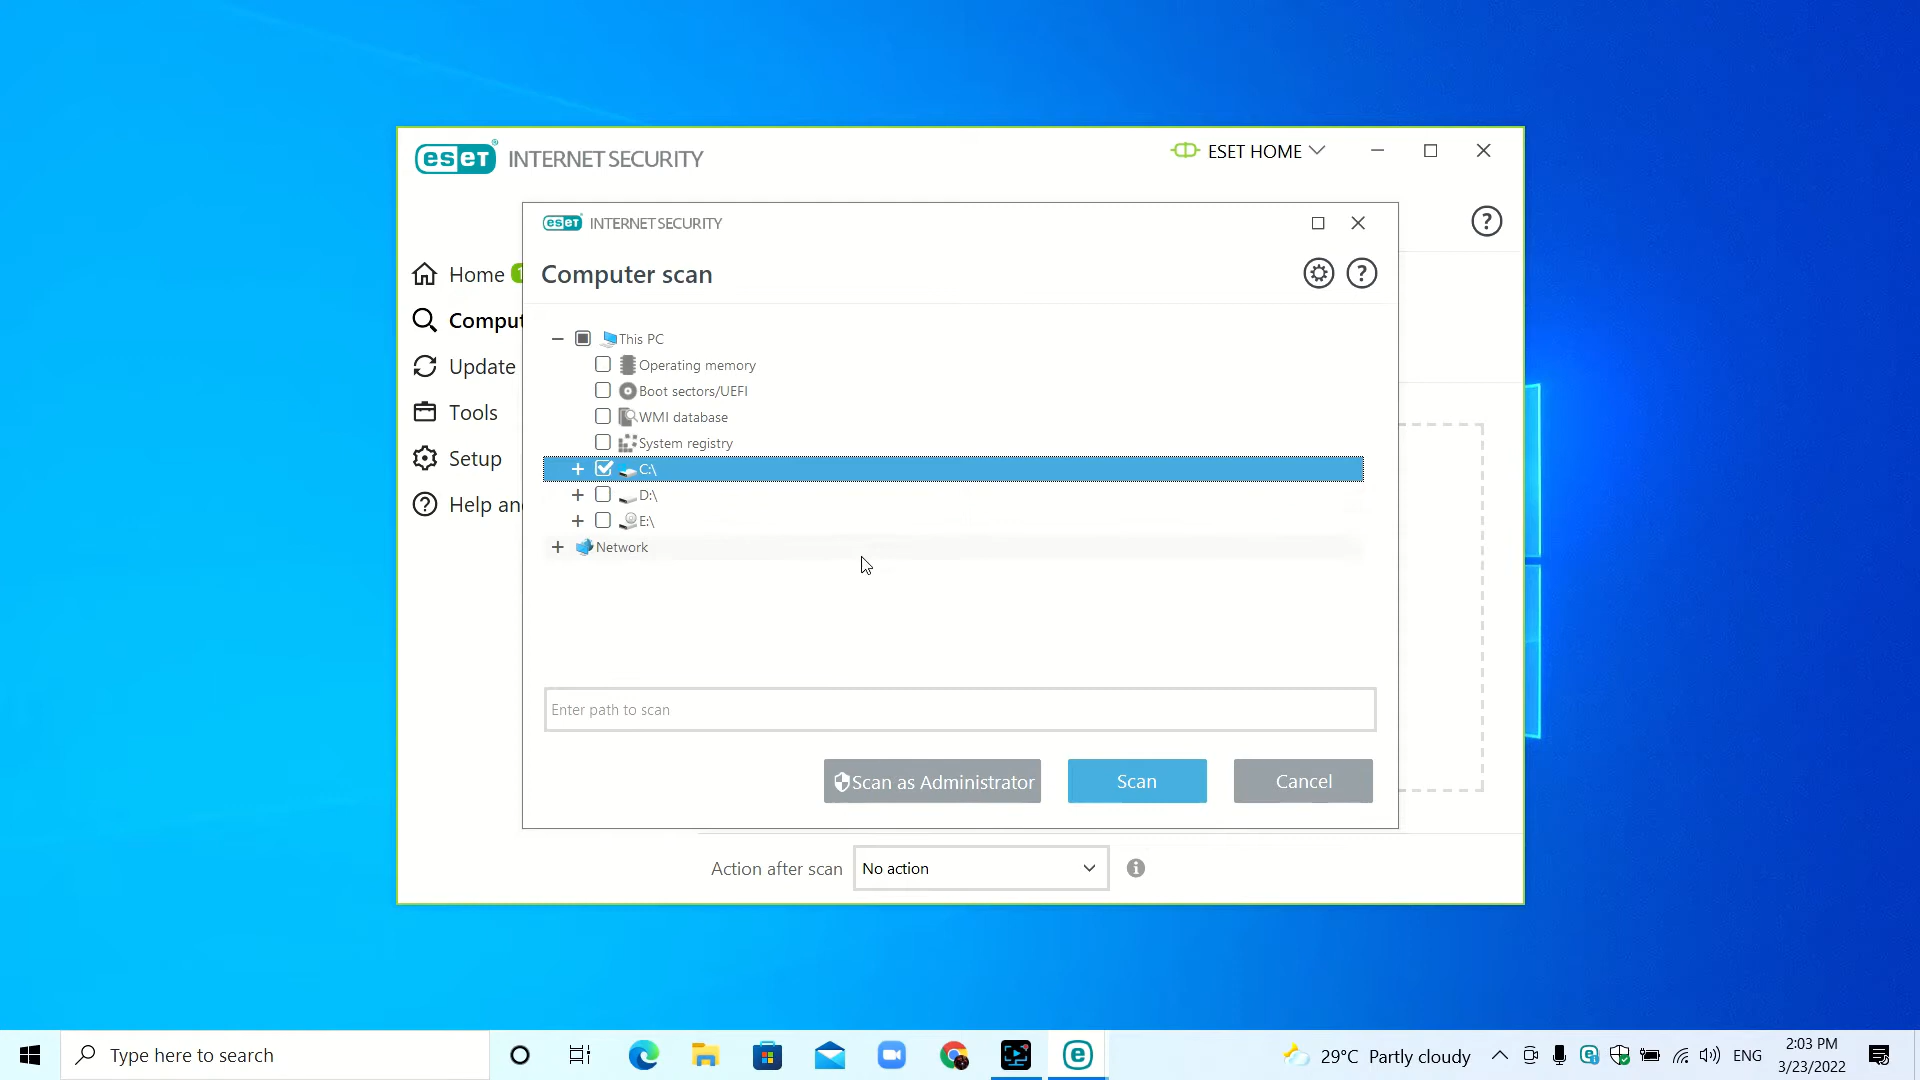 eseT INTERNET SECURITY
ESET HOME
eseT INTERNET SECURITY
Home
Computer scan
Comput
Update
Tools
Setup
Help an
This PC
Operating memory
Boot sectors/UEFI
WMI database
System registry
C:\
D:\
E:\
Network
Enter path to scan
Scan as Administrator
Scan
Cancel
Action after scan
No action
Type here to search
29°C Partly cloudy
ENG
2:03 PM
3/23/2022